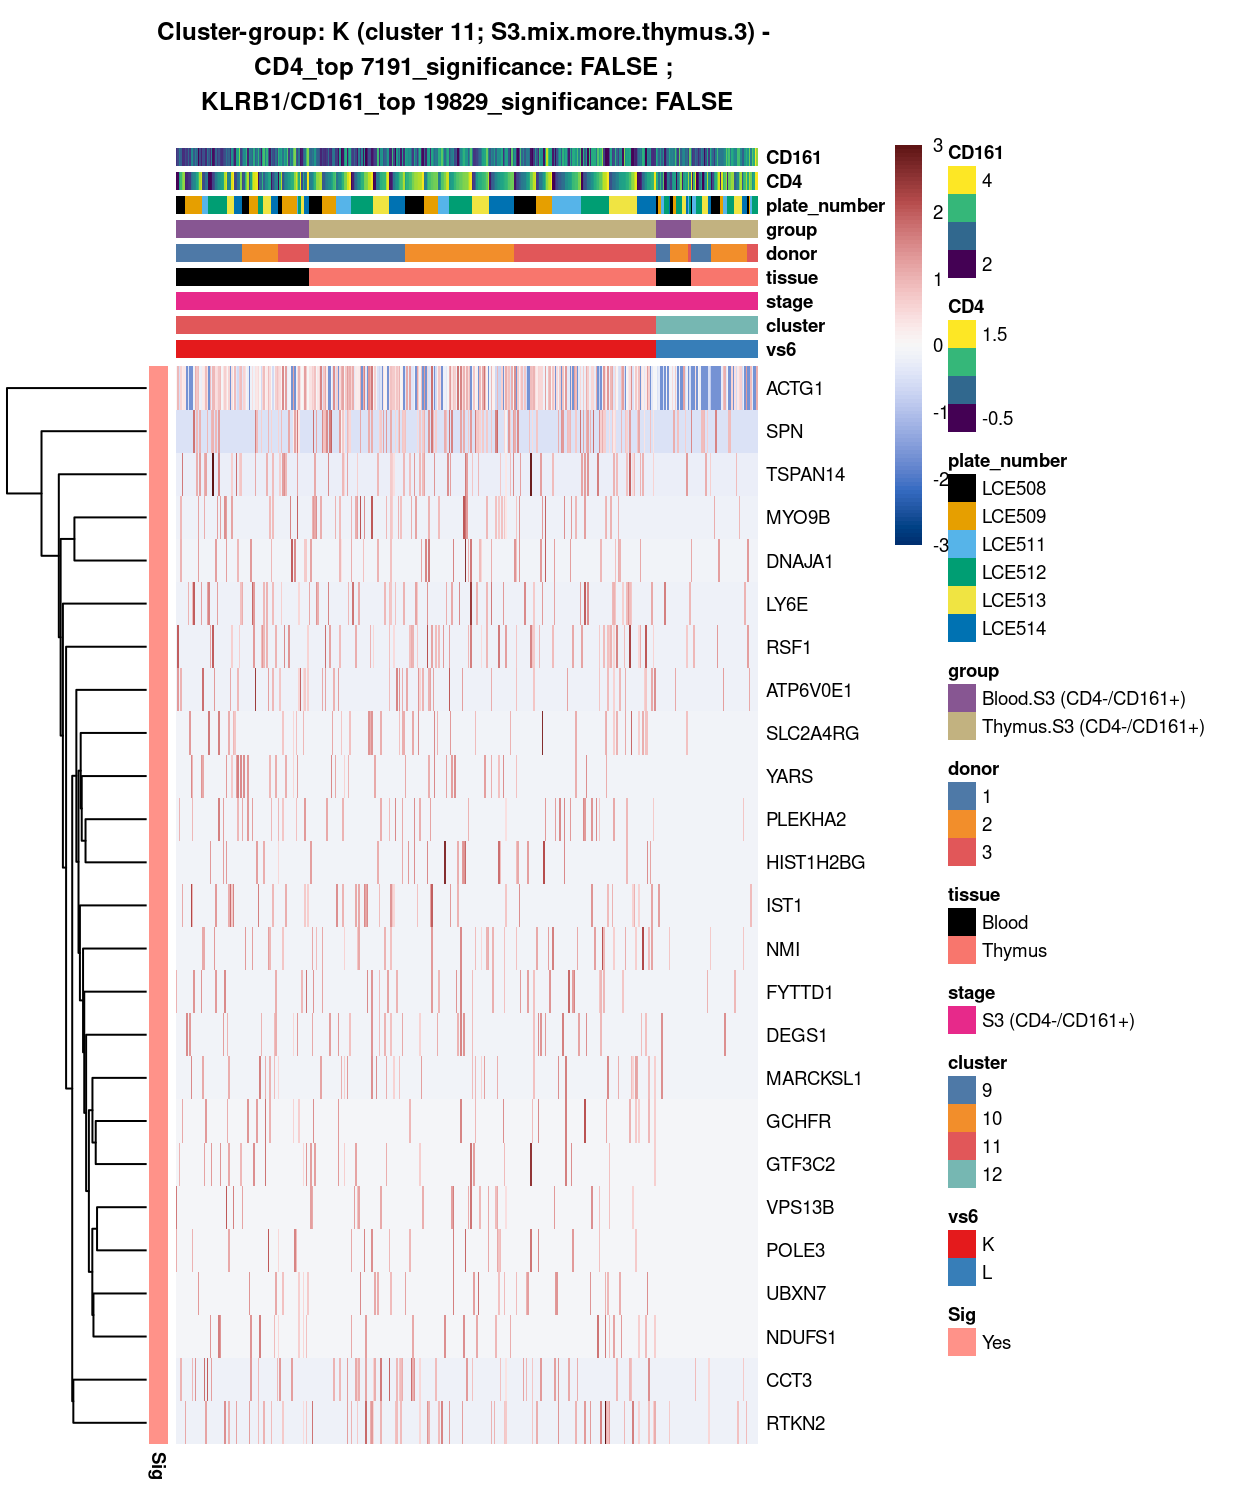 Cluster-group: K (cluster 11; S3.mix.more.thymus.3) -
CD4_top 7191_significance: FALSE ;
KLRB1/CD161_top 19829_significance: FALSE
CD161
CD4
plate_number
group
donor
tissue
stage
cluster
vs6
ACTG1
SPN
TSPAN14
MYO9B
DNAJA1
LY6E
RSF1
ATP6V0E1
SLC2A4RG
YARS
PLEKHA2
HIST1H2BG
IST1
NMI
FYTTD1
DEGS1
MARCKSL1
GCHFR
GTF3C2
VPS13B
POLE3
UBXN7
NDUFS1
CCT3
RTKN2
Sig
3
2
1
0
-1
-2
-3
CD161
4
2
CD4
1.5
-0.5
plate_number
LCE508
LCE509
LCE511
LCE512
LCE513
LCE514
group
Blood.S3 (CD4-/CD161+)
Thymus.S3 (CD4-/CD161+)
donor
1
2
3
tissue
Blood
Thymus
stage
S3 (CD4-/CD161+)
cluster
9
10
11
12
vs6
K
L
Sig
Yes